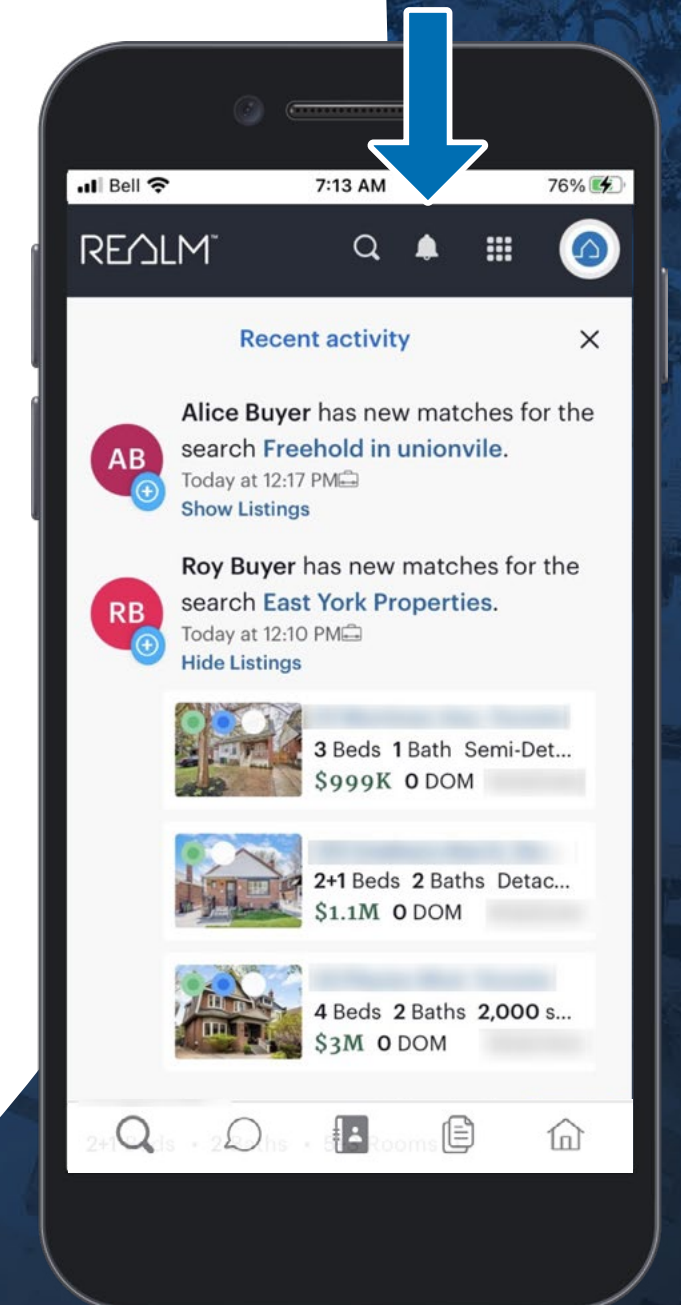 Bell
7:13 AM
76%
REALM™
Recent activity
Alice Buyer has new matches for the
search Freehold in unionvile.
AB
Today at 12:17 PM
Show Listings
Roy Buyer has new matches for the
search East York Properties.
RB
Today at 12:10 PM
Hide Listings
3 Beds 1 Bath Semi-Det...
$999K 0 DOM
2+1 Beds 2 Baths Detac...
$1.1M 0 DOM
4 Beds 2 Baths 2,000 s...
$3M 0 DOM